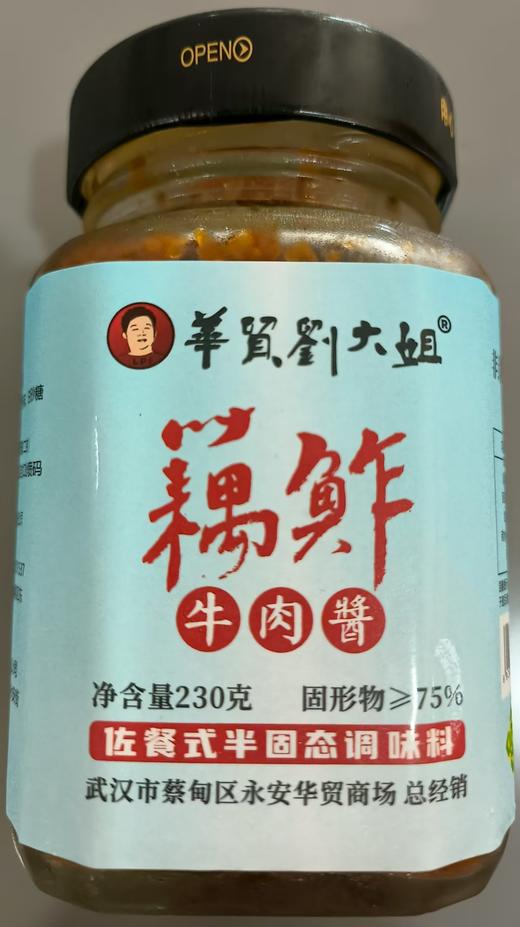 OPEN
華貿劉大姐®
藕鮓
牛肉醬
净含量230克 固形物≥75%
佐餐式半固态调味料
武汉市蔡甸区永安华贸商场 总经销